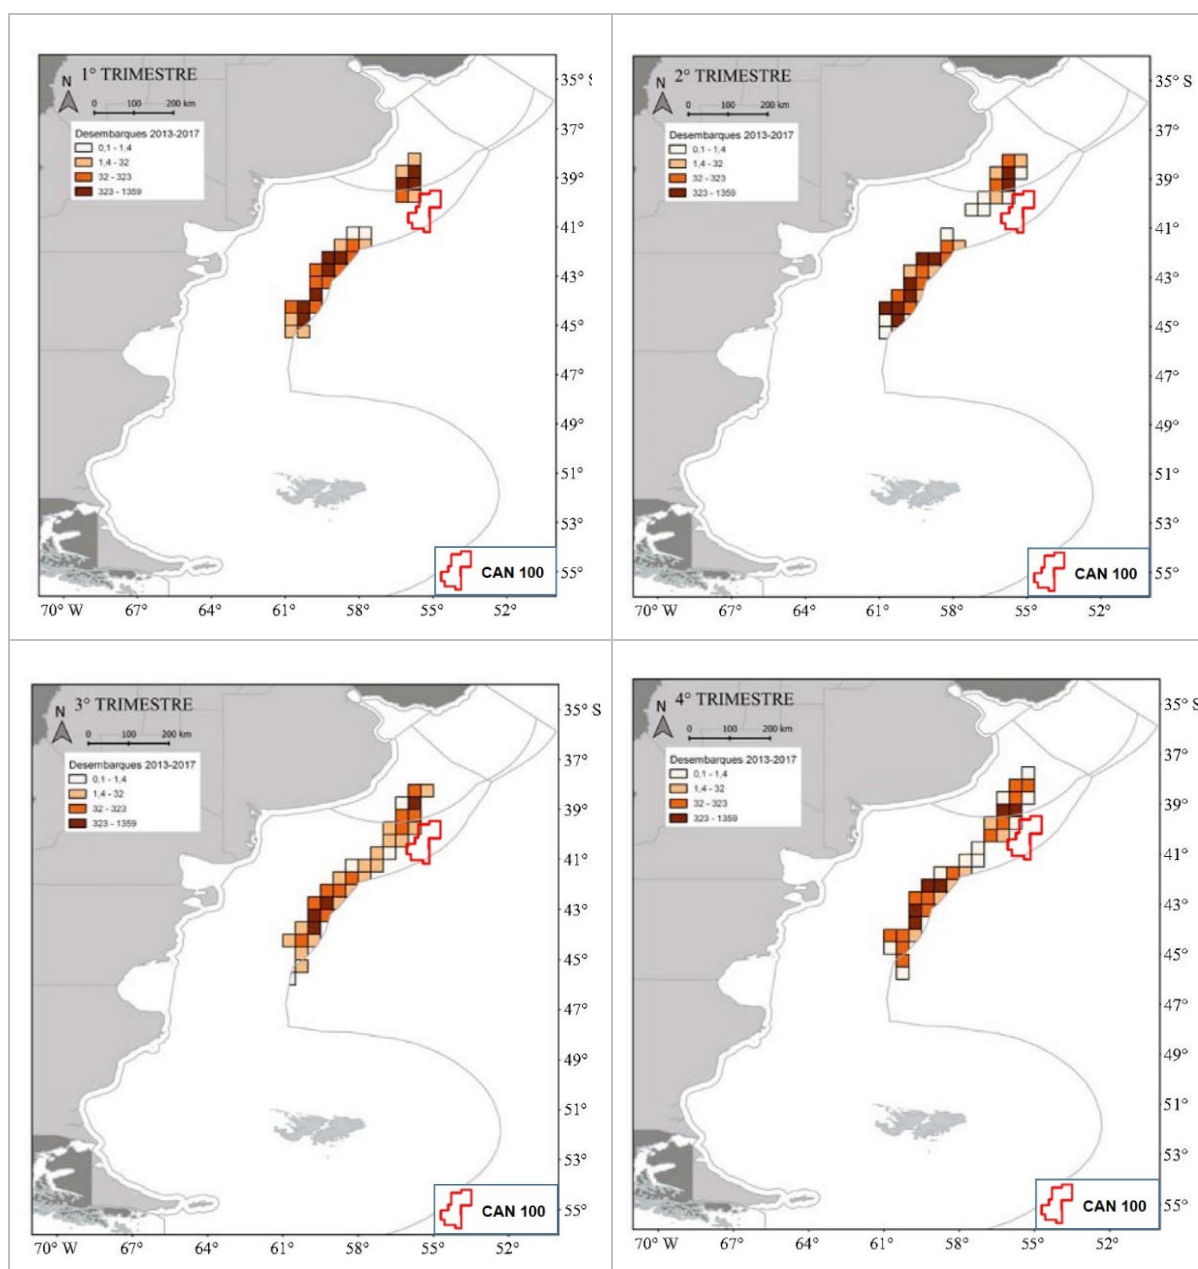 1° TRIMESTRE
N
0 100 200 km
Desembarques 2013-2017
0,1 - 1,4
1,4 - 32
32 - 323
323 - 1359
35° S
37°
39°
41°
43°
45°
47°
49°
51°
53°
55°
CAN 100
70° W 67° 64° 61° 58° 55° 52°
2° TRIMESTRE
N
0 100 200 km
Desembarques 2013-2017
0,1 - 1,4
1,4 - 32
32 - 323
323 - 1359
35° S
37°
39°
41°
43°
45°
47°
49°
51°
53°
55°
CAN 100
70° W 67° 64° 61° 58° 55° 52°
3° TRIMESTRE
N
0 100 200 km
Desembarques 2013-2017
0,1 - 1,4
1,4 - 32
32 - 323
323 - 1359
35° S
37°
39°
41°
43°
45°
47°
49°
51°
53°
55°
CAN 100
70° W 67° 64° 61° 58° 55° 52°
4° TRIMESTRE
N
0 100 200 km
Desembarques 2013-2017
0,1 - 1,4
1,4 - 32
32 - 323
323 - 1359
35° S
37°
39°
41°
43°
45°
47°
49°
51°
53°
55°
CAN 100
70° W 67° 64° 61° 58° 55° 52°